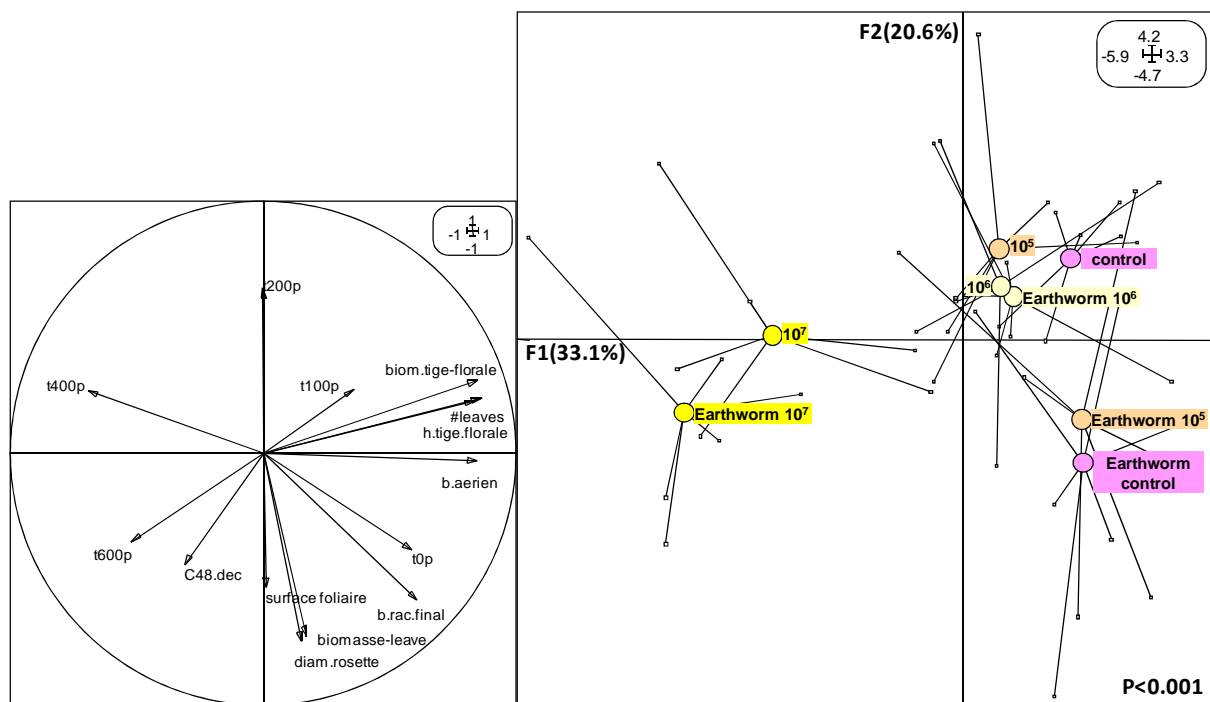 1
-1 1
-1
t200p
t400p
t100p
biom.tige-florale
#leaves
h.tige.florale
b.aerien
t600p
C48.dec
t0p
surface foliaire
b.rac.final
biomasse-leave
diam.rosette
F2(20.6%)
4.2
-5.9 3.3
-4.7
10⁵
control
10⁶
Earthworm 10⁶
10⁷
F1(33.1%)
Earthworm 10⁷
Earthworm 10⁵
Earthworm
control
P<0.001